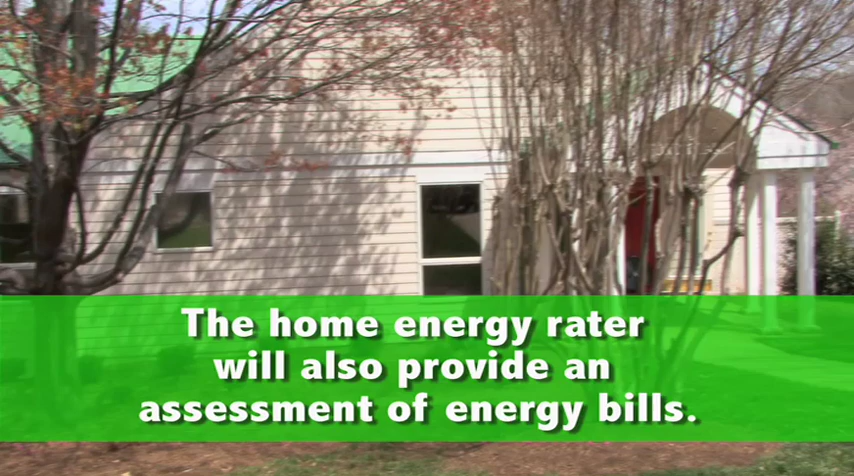 The home energy rater
will also provide an
assessment of energy bills.